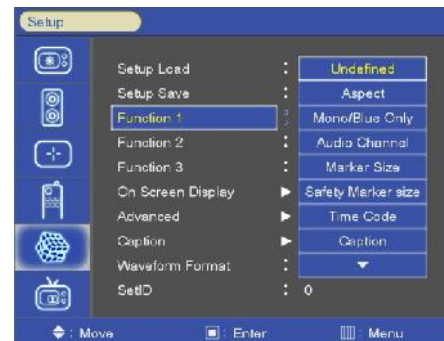 Setup
Setup Load : Undefined
Setup Save : Aspect
Function 1 : Mono/Blue Only
Function 2 : Audio Channel
Function 3 : Marker Size
On Screen Display ▶ Safety Marker size
Advanced ▶ Time Code
Caption ▶ Caption
Waveform Format : ▼
SetID : 0
: Move : Enter : Menu